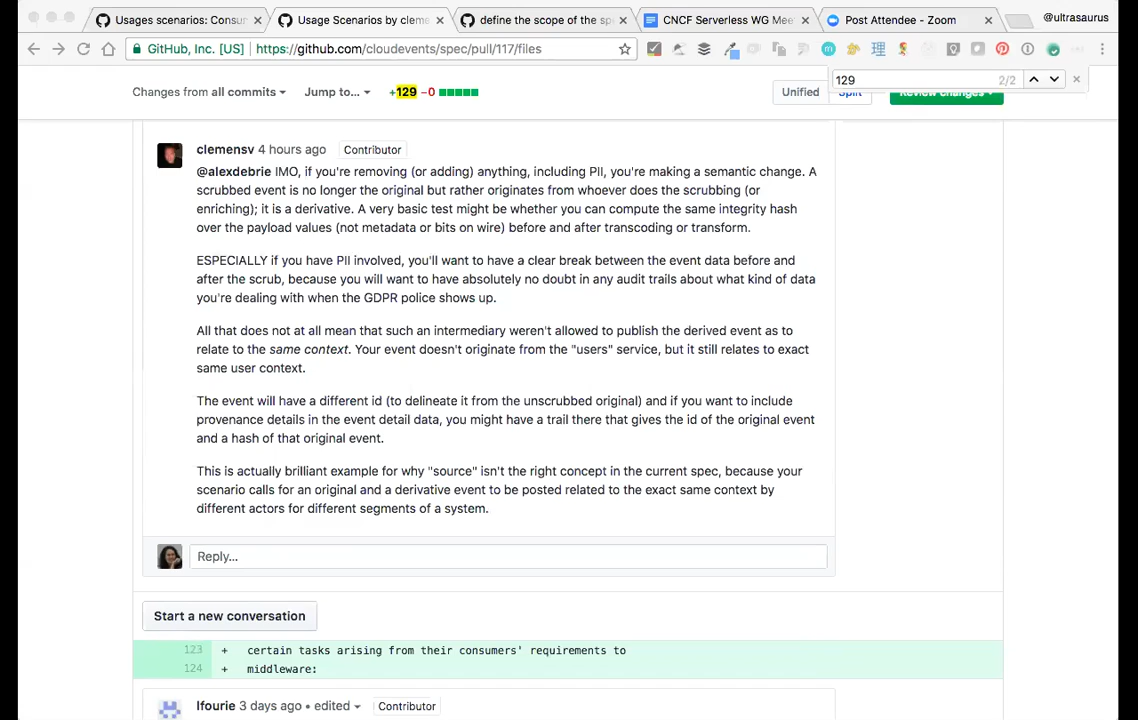 Usages scenarios: Consu
Usage Scenarios by cleme
define the scope of the spe
CNCF Serverless WG Mee
Post Attendee - Zoom
@ultrasaurus
GitHub, Inc. [US] https://github.com/cloudevents/spec/pull/117/files
129 2/2
Changes from all commits Jump to... +129 −0 Unified Split Review changes
clemensv 4 hours ago Contributor
@alexdebrie IMO, if you're removing (or adding) anything, including PII, you're making a semantic change. A
scrubbed event is no longer the original but rather originates from whoever does the scrubbing (or
enriching); it is a derivative. A very basic test might be whether you can compute the same integrity hash
over the payload values (not metadata or bits on wire) before and after transcoding or transform.
ESPECIALLY if you have PII involved, you'll want to have a clear break between the event data before and
after the scrub, because you will want to have absolutely no doubt in any audit trails about what kind of data
you're dealing with when the GDPR police shows up.
All that does not at all mean that such an intermediary weren't allowed to publish the derived event as to
relate to the same context. Your event doesn't originate from the "users" service, but it still relates to exact
same user context.
The event will have a different id (to delineate it from the unscrubbed original) and if you want to include
provenance details in the event detail data, you might have a trail there that gives the id of the original event
and a hash of that original event.
This is actually brilliant example for why "source" isn't the right concept in the current spec, because your
scenario calls for an original and a derivative event to be posted related to the exact same context by
different actors for different segments of a system.
Reply...
Start a new conversation
123 + certain tasks arising from their consumers' requirements to
124 + middleware:
lfourie 3 days ago • edited Contributor